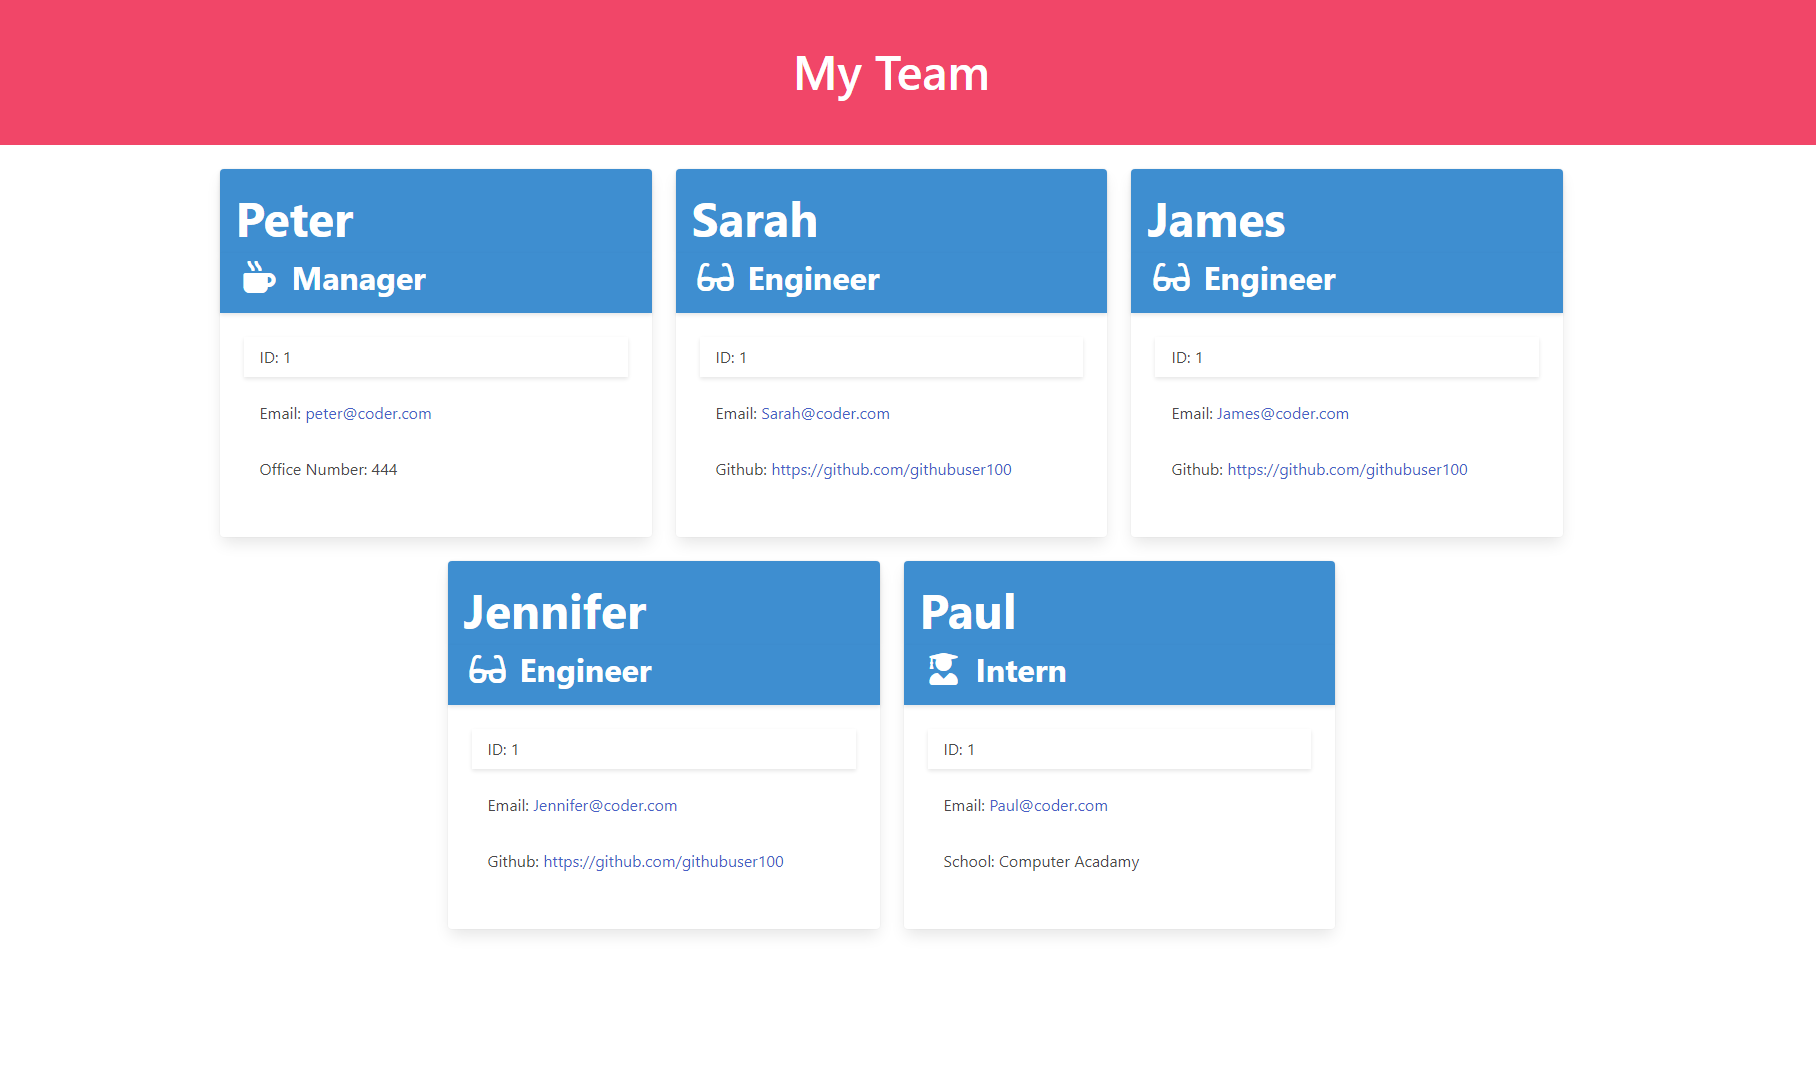 My Team
Peter
Manager
ID: 1
Email: peter@coder.com
Office Number: 444
Sarah
Engineer
ID: 1
Email: Sarah@coder.com
Github: https://github.com/githubuser100
James
Engineer
ID: 1
Email: James@coder.com
Github: https://github.com/githubuser100
Jennifer
Engineer
ID: 1
Email: Jennifer@coder.com
Github: https://github.com/githubuser100
Paul
Intern
ID: 1
Email: Paul@coder.com
School: Computer Acadamy